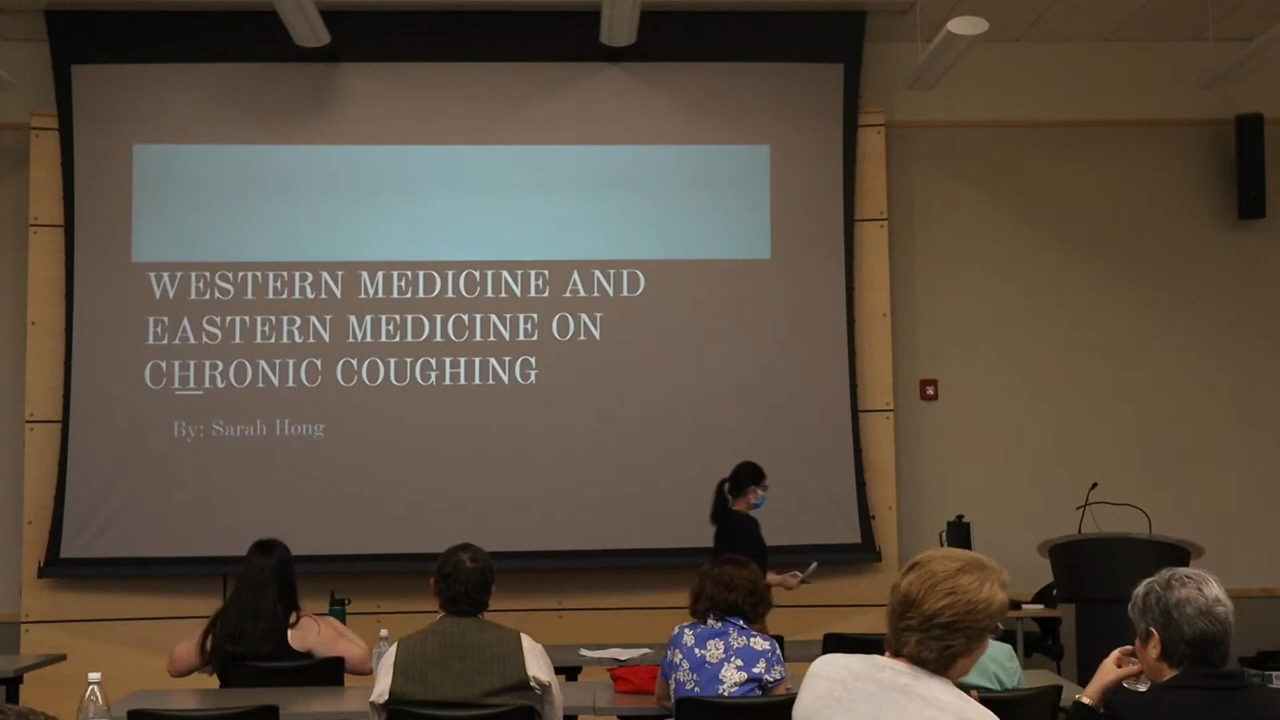 WESTERN MEDICINE AND
EASTERN MEDICINE ON
CHRONIC COUGHING
By: Sarah Hong